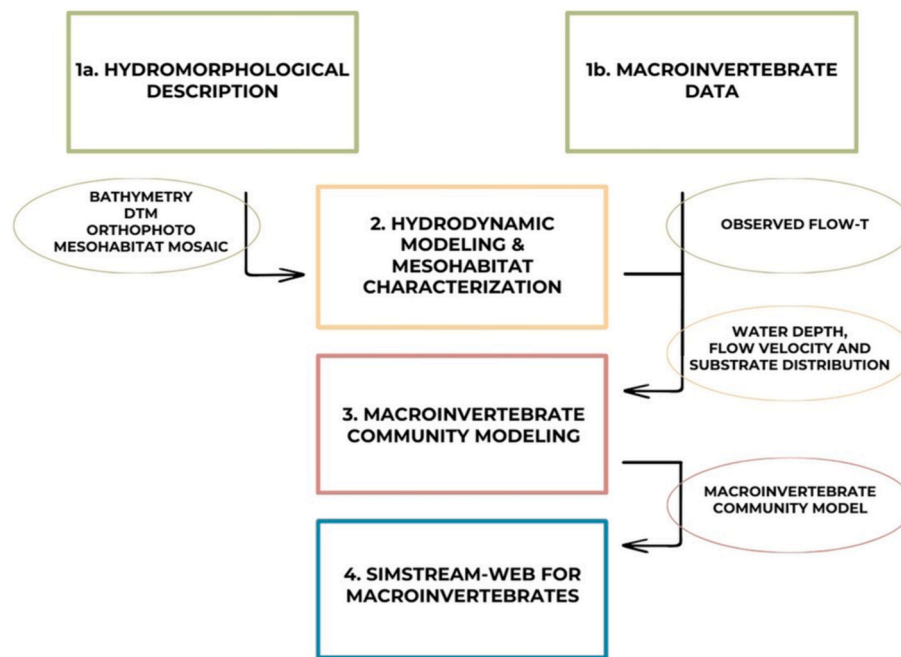 1a. HYDROMORPHOLOGICAL
DESCRIPTION
1b. MACROINVERTEBRATE
DATA
BATHYMETRY
DTM
ORTHOPHOTO
MESOHABITAT MOSAIC
2. HYDRODYNAMIC
MODELING &
MESOHABITAT
CHARACTERIZATION
OBSERVED FLOW-T
WATER DEPTH,
FLOW VELOCITY AND
SUBSTRATE DISTRIBUTION
3. MACROINVERTEBRATE
COMMUNITY MODELING
MACROINVERTEBRATE
COMMUNITY MODEL
4. SIMSTREAM-WEB FOR
MACROINVERTEBRATES